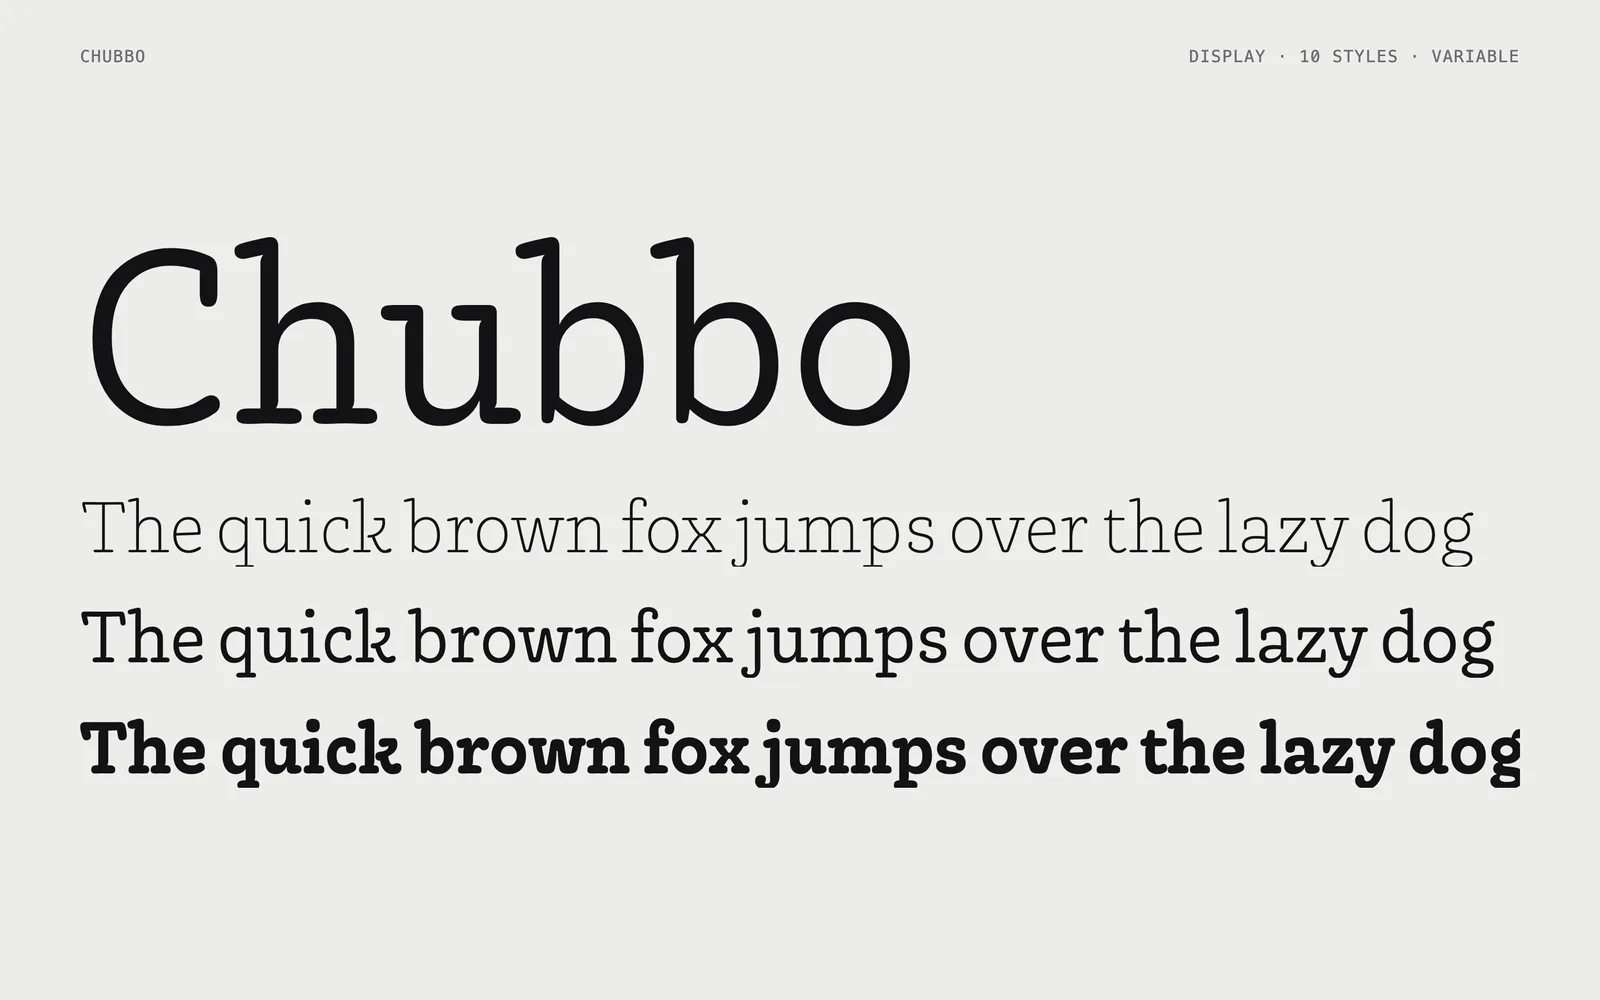 CHUBBO
DISPLAY · 10 STYLES · VARIABLE
Chubbo
The quick brown fox jumps over the lazy dog
The quick brown fox jumps over the lazy dog
The quick brown fox jumps over the lazy dog